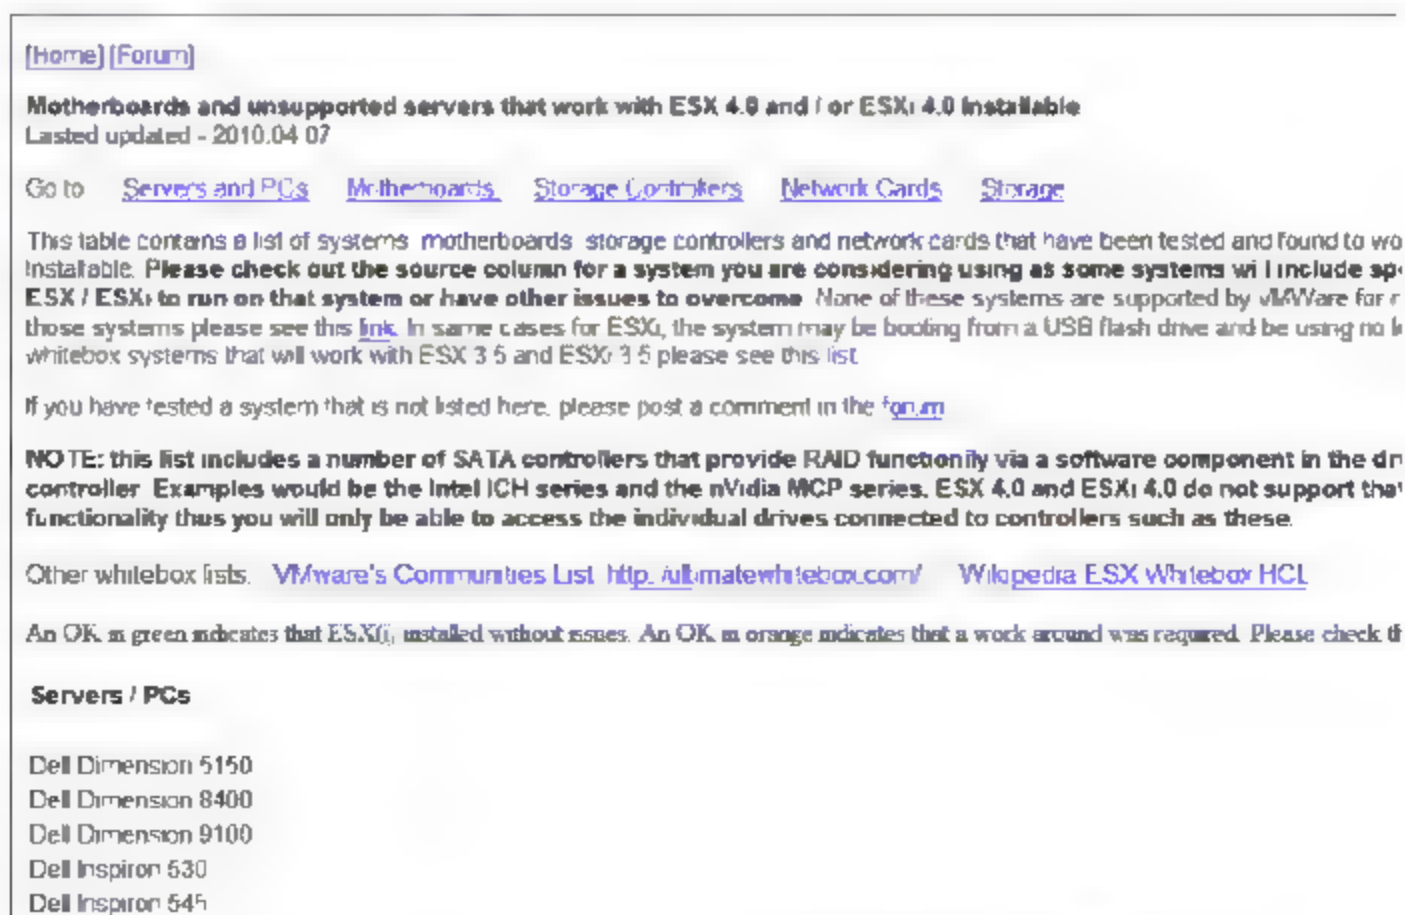 [Home] [Forum]
Motherboards and unsupported servers that work with ESX 4.0 and / or ESXi 4.0 Installable
Lasted updated - 2010.04 07
Go to Servers and PCs Motherboards Storage Controllers Network Cards Storage
This table contains a list of systems motherboards storage controllers and network cards that have been tested and found to wo
Installable. Please check out the source column for a system you are considering using as some systems will include
ESX / ESXi to run on that system or have other issues to overcome None of these systems are supported by VMWare for
those systems please see this link. In some cases for ESXi, the system may be booting from a USB flash drive and be using no
whitebox systems that will work with ESX 3.5 and ESXi 3.5 please see this list
If you have tested a system that is not listed here, please post a comment in the forum
NOTE: this list includes a number of SATA controllers that provide RAID functionlity via a software component in the
controller. Examples would be the Intel ICH series and the nVidia MCP series. ESX 4.0 and ESXi 4.0 do not support that
functionality thus you will only be able to access the individual drives connected to controllers such as these.
Other whitebox lists. VMware's Communities List http://ultimatewhitebox.com/ Wikipedia ESX Whitebox HCL
An OK in green indicates that ESX(i) installed without issues. An OK in orange indicates that a work around was required. Please check th
Servers / PCs
Dell Dimension 5150
Dell Dimension 8400
Dell Dimension 9100
Dell Inspiron 530
Dell Inspiron 545